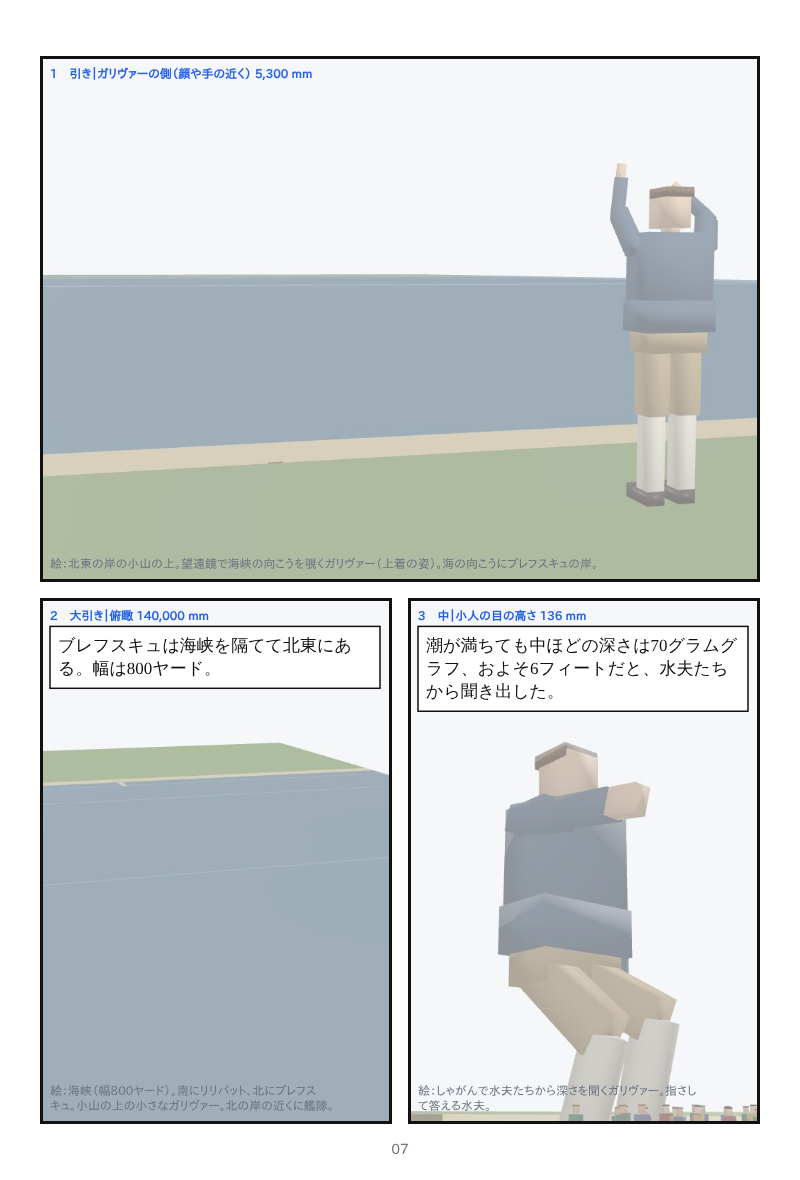 1 引き|ガリヴァーの側（顔や手の近く） 5,300 mm
絵：北東の岸の小山の上。望遠鏡で海峡の向こうを覗くガリヴァー（上着の姿）。海の向こうにブレフスキュの岸。
2 大引き|俯瞰 140,000 mm
ブレフスキュは海峡を隔てて北東にあ
る。幅は800ヤード。
絵：海峡（幅800ヤード）。南にリリパット、北にブレフス
キュ。小山の上の小さなガリヴァー。北の岸の近くに艦隊。
3 中|小人の目の高さ 136 mm
潮が満ちても中ほどの深さは70グラムグ
ラフ、およそ6フィートだと、水夫たち
から聞き出した。
絵：しゃがんで水夫たちから深さを聞くガリヴァー。指さし
て答える水夫。
07